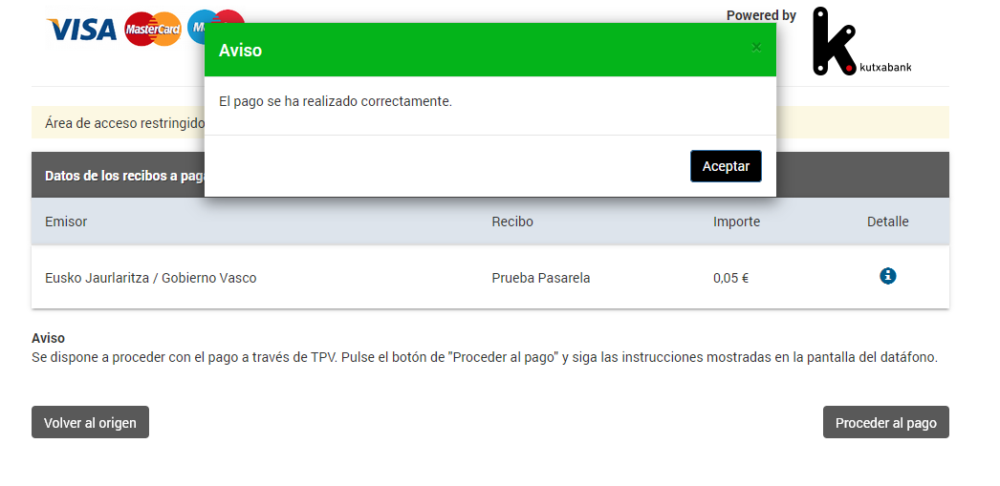 VISA MasterCard
Powered by
kutxabank
Aviso ×
El pago se ha realizado correctamente.
Aceptar
Área de acceso restringido
Datos de los recibos a
Emisor Recibo Importe Detalle
Eusko Jaurlaritza / Gobierno Vasco Prueba Pasarela 0,05 €
Aviso
Se dispone a proceder con el pago a través de TPV. Pulse el botón de "Proceder al pago" y siga las instrucciones mostradas en la pantalla del datáfono.
Volver al origen Proceder al pago